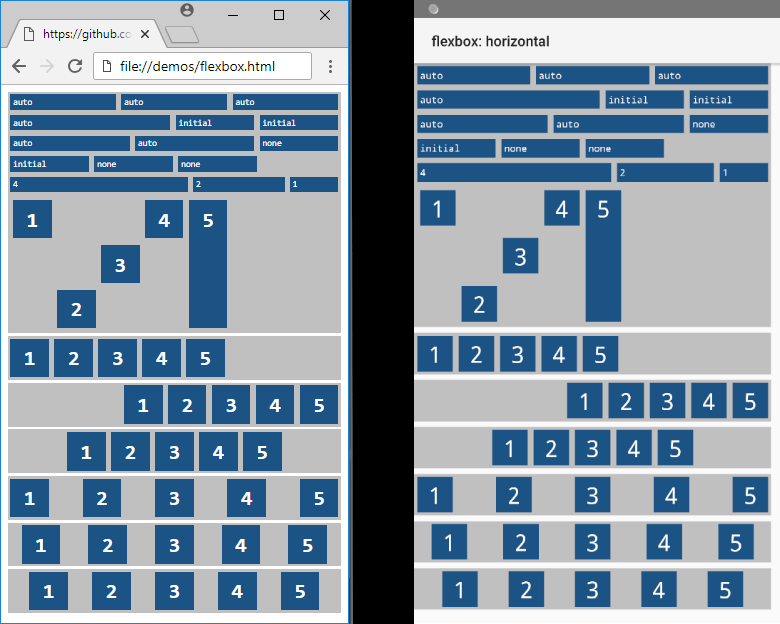 https://github.co
file://demos/flexbox.html
auto auto auto
auto initial initial
auto auto none
initial none none
4 2 1
1 4 5
3
2
1 2 3 4 5
1 2 3 4 5
1 2 3 4 5
1 2 3 4 5
1 2 3 4 5
1 2 3 4 5
flexbox: horizontal
auto auto auto
auto initial initial
auto auto none
initial none none
4 2 1
1 4 5
3
2
1 2 3 4 5
1 2 3 4 5
1 2 3 4 5
1 2 3 4 5
1 2 3 4 5
1 2 3 4 5